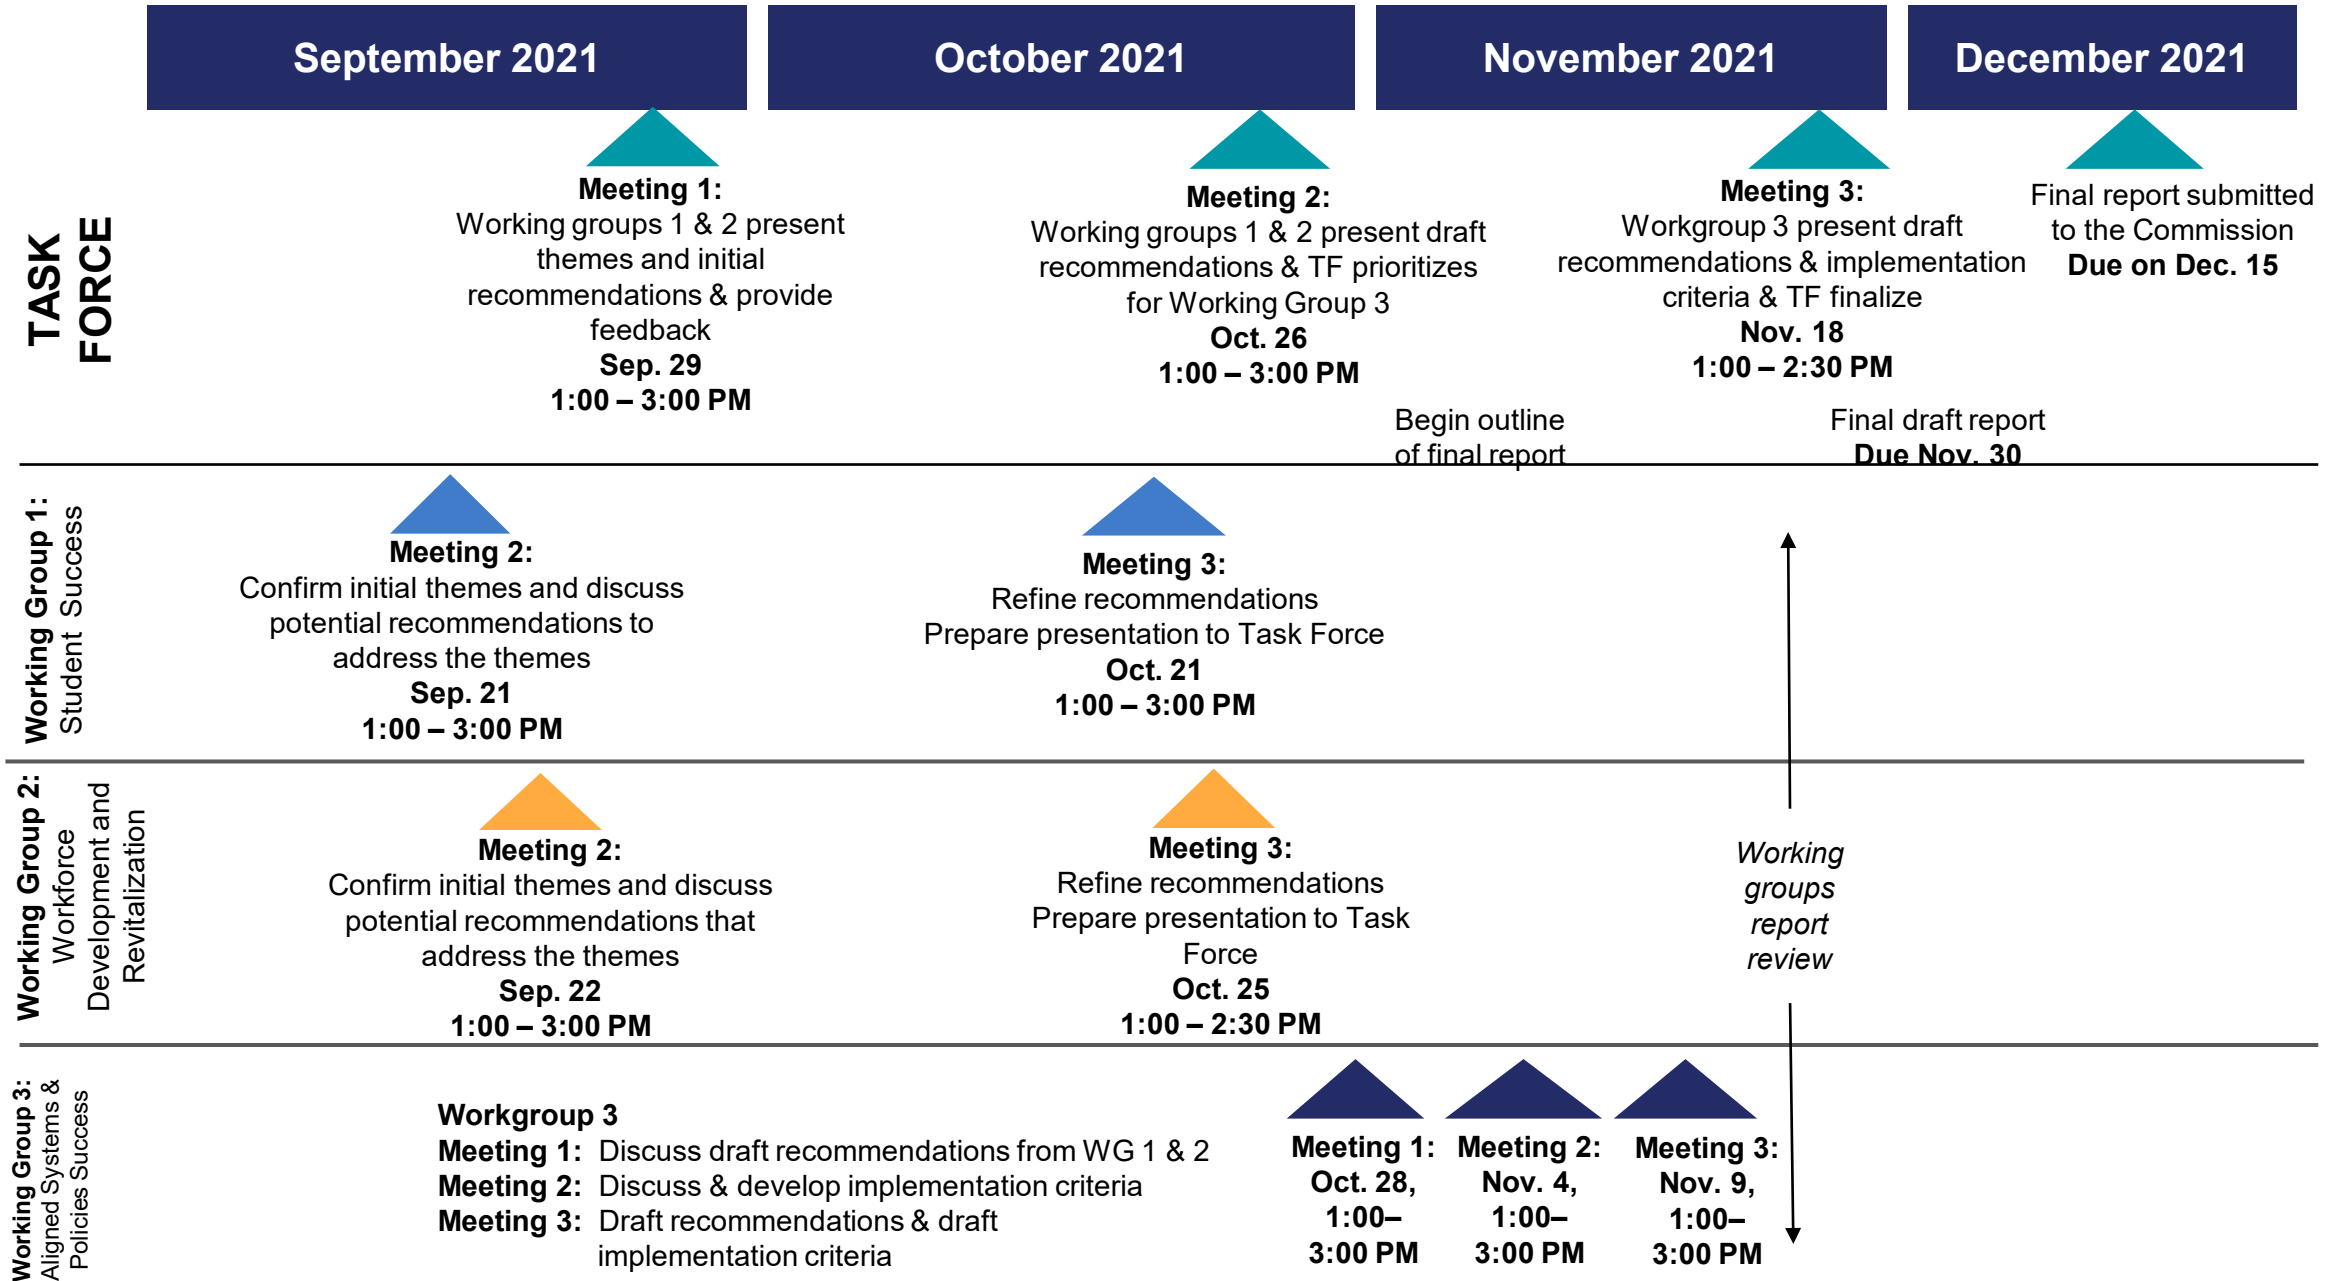 September 2021
October 2021
November 2021
December 2021
TASK
FORCE
Meeting 1:
Working groups 1 & 2 present
themes and initial
recommendations & provide
feedback
Sep. 29
1:00 – 3:00 PM
Meeting 2:
Working groups 1 & 2 present draft
recommendations & TF prioritizes
for Working Group 3
Oct. 26
1:00 – 3:00 PM
Meeting 3:
Workgroup 3 present draft
recommendations & implementation
criteria & TF finalize
Nov. 18
1:00 – 2:30 PM
Final report submitted
to the Commission
Due on Dec. 15
Begin outline
of final report
Final draft report
Due Nov. 30
Working Group 1:
Student Success
Meeting 2:
Confirm initial themes and discuss
potential recommendations to
address the themes
Sep. 21
1:00 – 3:00 PM
Meeting 3:
Refine recommendations
Prepare presentation to Task Force
Oct. 21
1:00 – 3:00 PM
Working Group 2:
Workforce
Development and
Revitalization
Meeting 2:
Confirm initial themes and discuss
potential recommendations that
address the themes
Sep. 22
1:00 – 3:00 PM
Meeting 3:
Refine recommendations
Prepare presentation to Task
Force
Oct. 25
1:00 – 2:30 PM
Working
groups
report
review
Working Group 3:
Aligned Systems &
Policies Success
Workgroup 3
Meeting 1: Discuss draft recommendations from WG 1 & 2
Meeting 2: Discuss & develop implementation criteria
Meeting 3: Draft recommendations & draft
implementation criteria
Meeting 1:
Oct. 28,
1:00–
3:00 PM
Meeting 2:
Nov. 4,
1:00–
3:00 PM
Meeting 3:
Nov. 9,
1:00–
3:00 PM